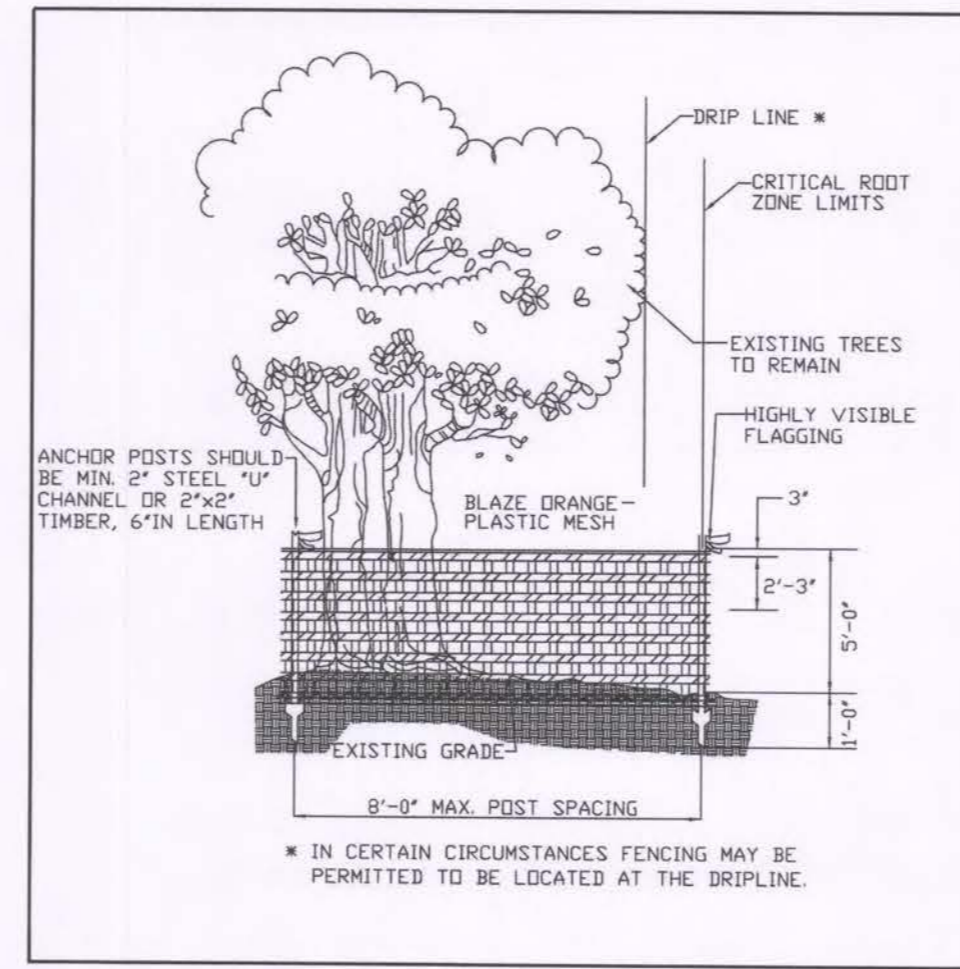 DRIP LINE *
CRITICAL ROOT
ZONE LIMITS
EXISTING TREES
TO REMAIN
HIGHLY VISIBLE
FLAGGING
ANCHOR POSTS SHOULD
BE MIN. 2" STEEL "U"
CHANNEL OR 2"x2"
TIMBER, 6"IN LENGTH
BLAZE ORANGE
PLASTIC MESH
3"
2'-3"
5'-0"
1'-0"
EXISTING GRADE
8'-0" MAX. POST SPACING
* IN CERTAIN CIRCUMSTANCES FENCING MAY BE
PERMITTED TO BE LOCATED AT THE DRIPLINE.